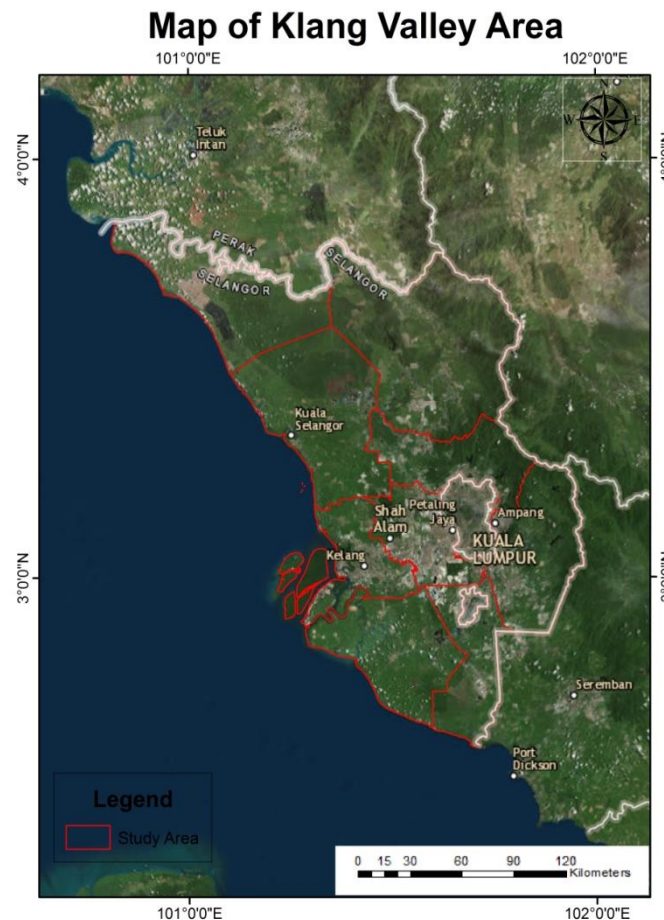 Map of Klang Valley Area
101°0'0"E
102°0'0"E
N
W
E
S
4°0'0"N
Teluk
Intan
PERAK
SELANGOR
SELANGOR
Kuala
Selangor
Petaling
Jaya
Shah
Alam
Ampang
KUALA
LUMPUR
Kelang
3°0'0"N
Seremban
Port
Dickson
Legend
Study Area
0 15 30 60 90 120
Kilometers
101°0'0"E
102°0'0"E